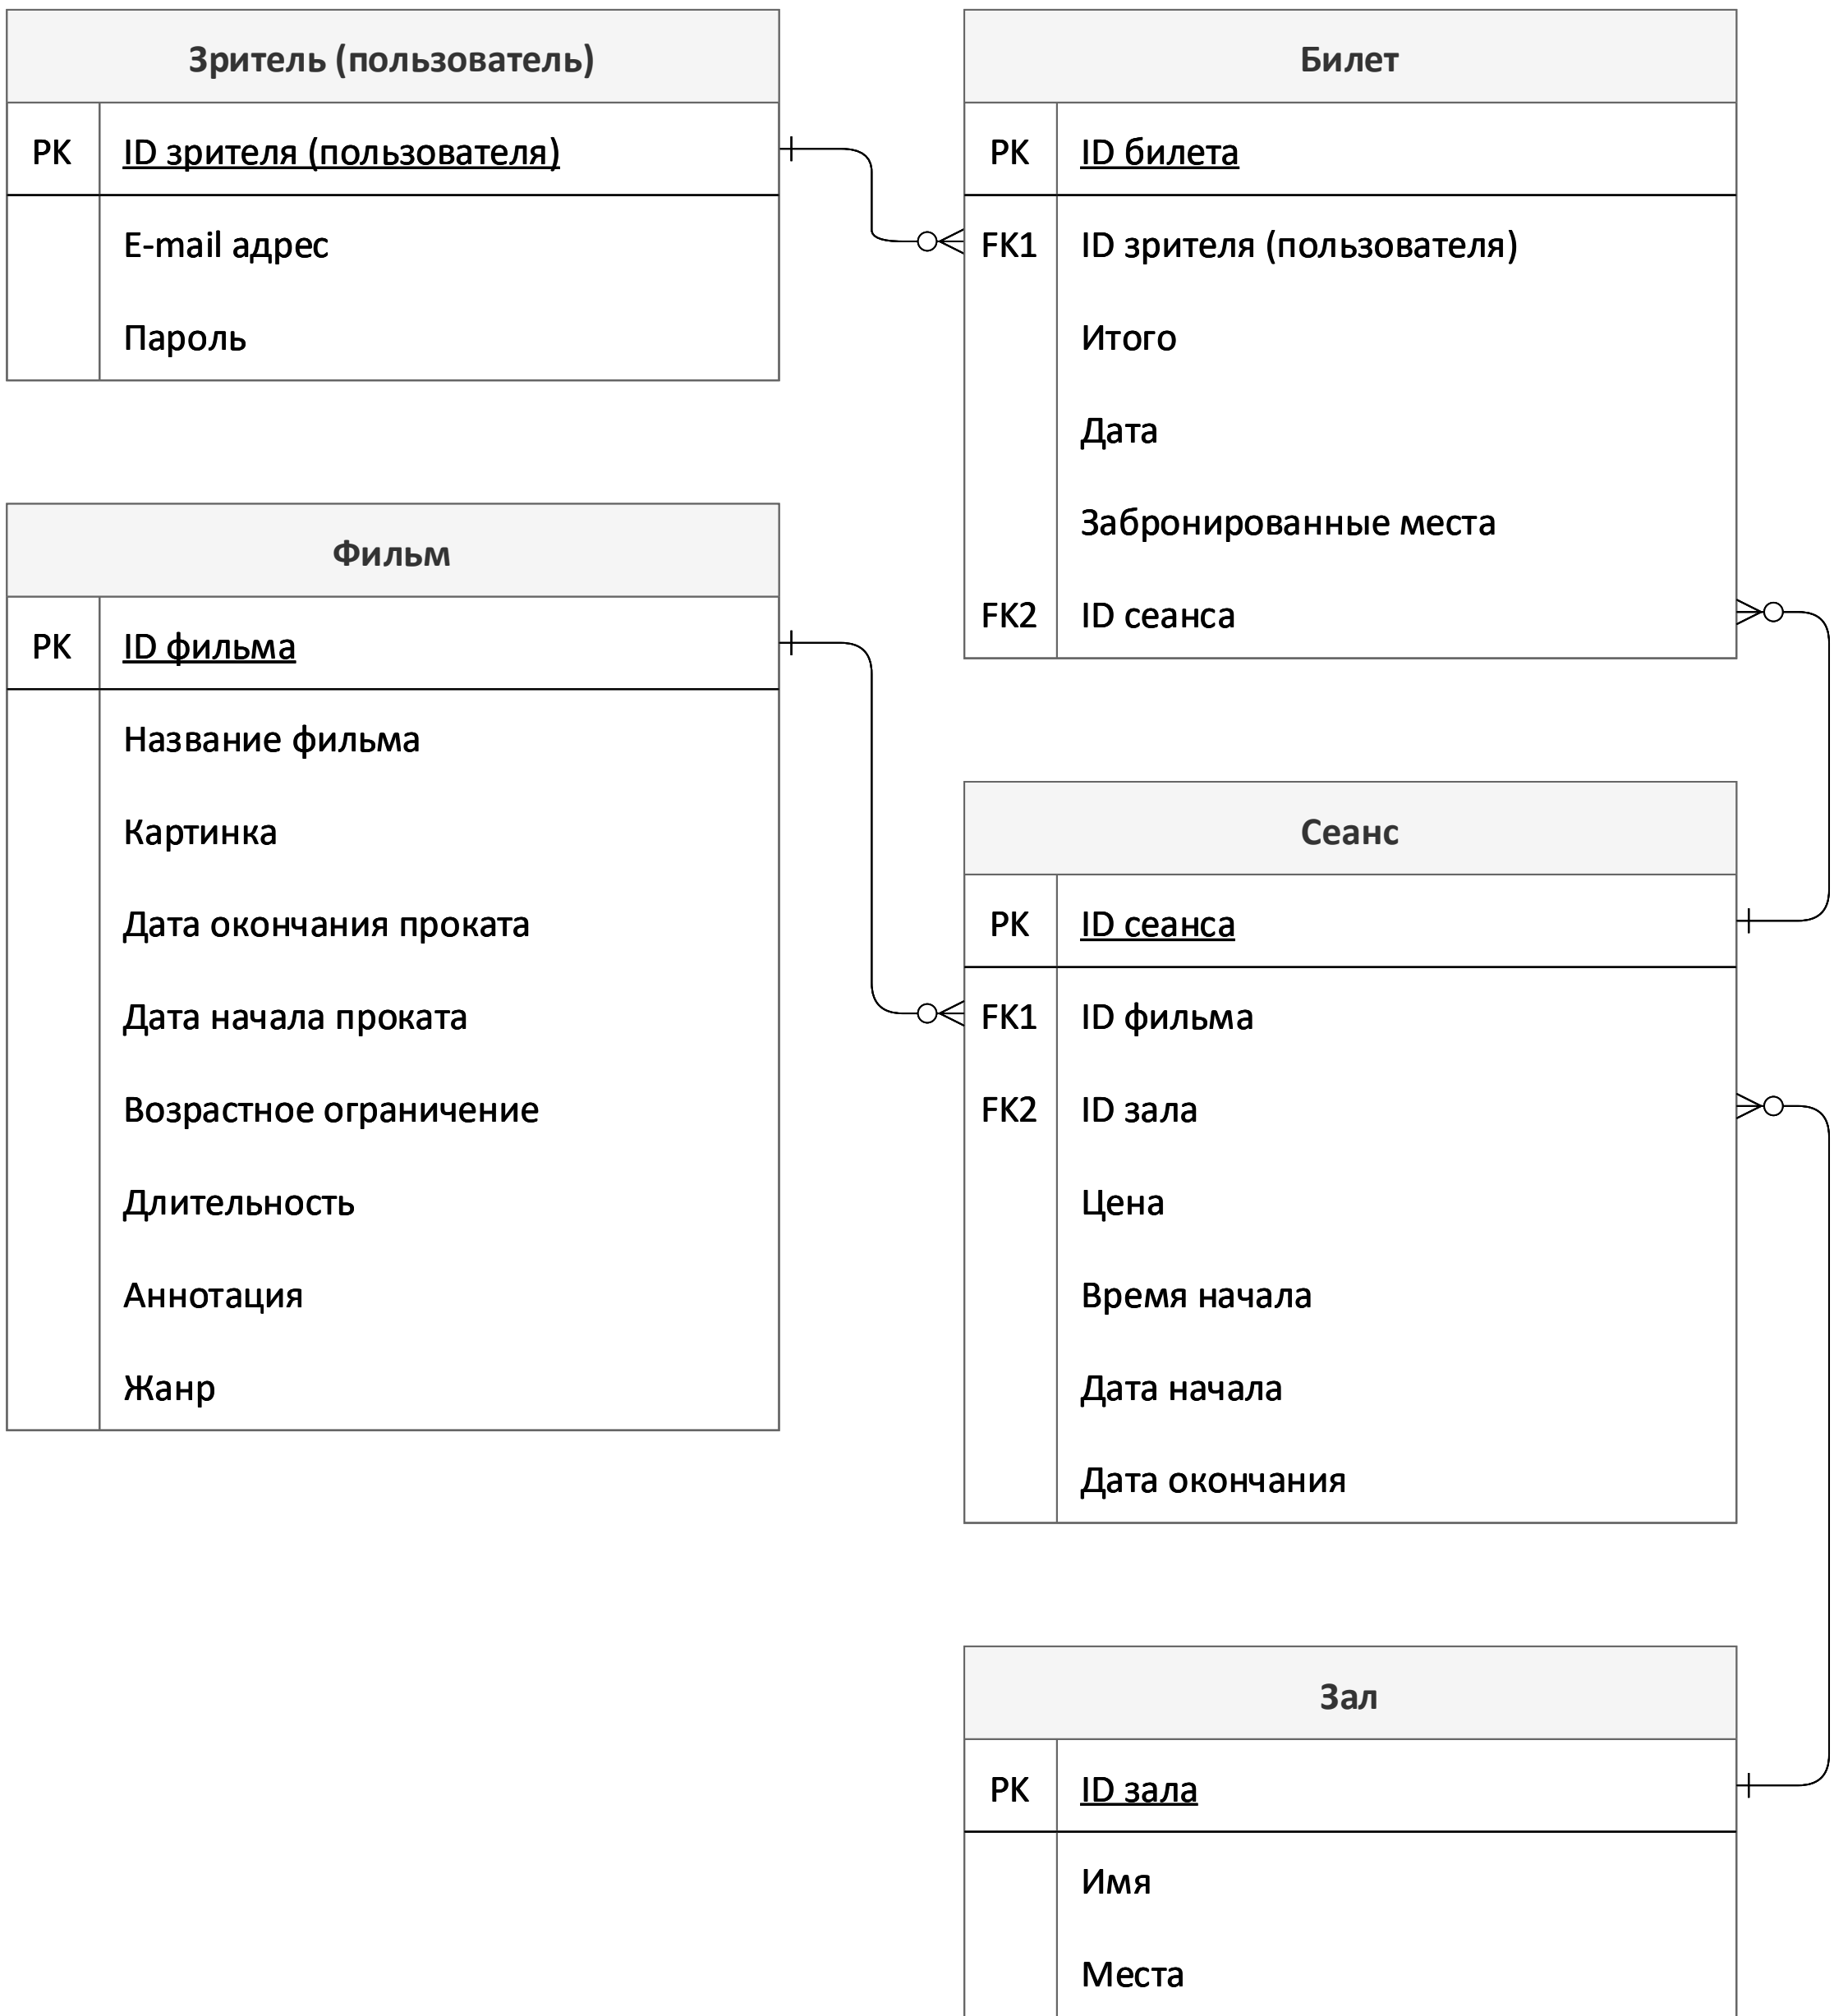 Зритель (пользователь)
PK ID зрителя (пользователя)
E-mail адрес
Пароль
Билет
PK ID билета
FK1 ID зрителя (пользователя)
Итого
Дата
Забронированные места
FK2 ID сеанса
Фильм
PK ID фильма
Название фильма
Картинка
Дата окончания проката
Дата начала проката
Возрастное ограничение
Длительность
Аннотация
Жанр
Сеанс
PK ID сеанса
FK1 ID фильма
FK2 ID зала
Цена
Время начала
Дата начала
Дата окончания
Зал
PK ID зала
Имя
Места